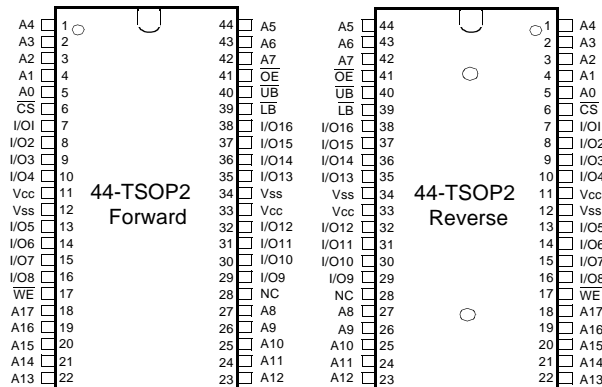 A4 1 44 A5 A5 44 1 A4
A3 2 43 A6 A6 43 2 A3
A2 3 42 A7 A7 42 3 A2
A1 4 41 OE OE 41 4 A1
A0 5 40 UB UB 40 5 A0
CS 6 39 LB LB 39 6 CS
I/OI 7 38 I/O16 I/O16 38 7 I/OI
I/O2 8 37 I/O15 I/O15 37 8 I/O2
I/O3 9 36 I/O14 I/O14 36 9 I/O3
I/O4 10 35 I/O13 I/O13 35 10 I/O4
Vcc 11 44-TSOP2 34 Vss Vss 34 44-TSOP2 11 Vcc
Vss 12 Forward 33 Vcc Vcc 33 Reverse 12 Vss
I/O5 13 32 I/O12 I/O12 32 13 I/O5
I/O6 14 31 I/O11 I/O11 31 14 I/O6
I/O7 15 30 I/O10 I/O10 30 15 I/O7
I/O8 16 29 I/O9 I/O9 29 16 I/O8
WE 17 28 NC NC 28 17 WE
A17 18 27 A8 A8 27 18 A17
A16 19 26 A9 A9 26 19 A16
A15 20 25 A10 A10 25 20 A15
A14 21 24 A11 A11 24 21 A14
A13 22 23 A12 A12 23 22 A13